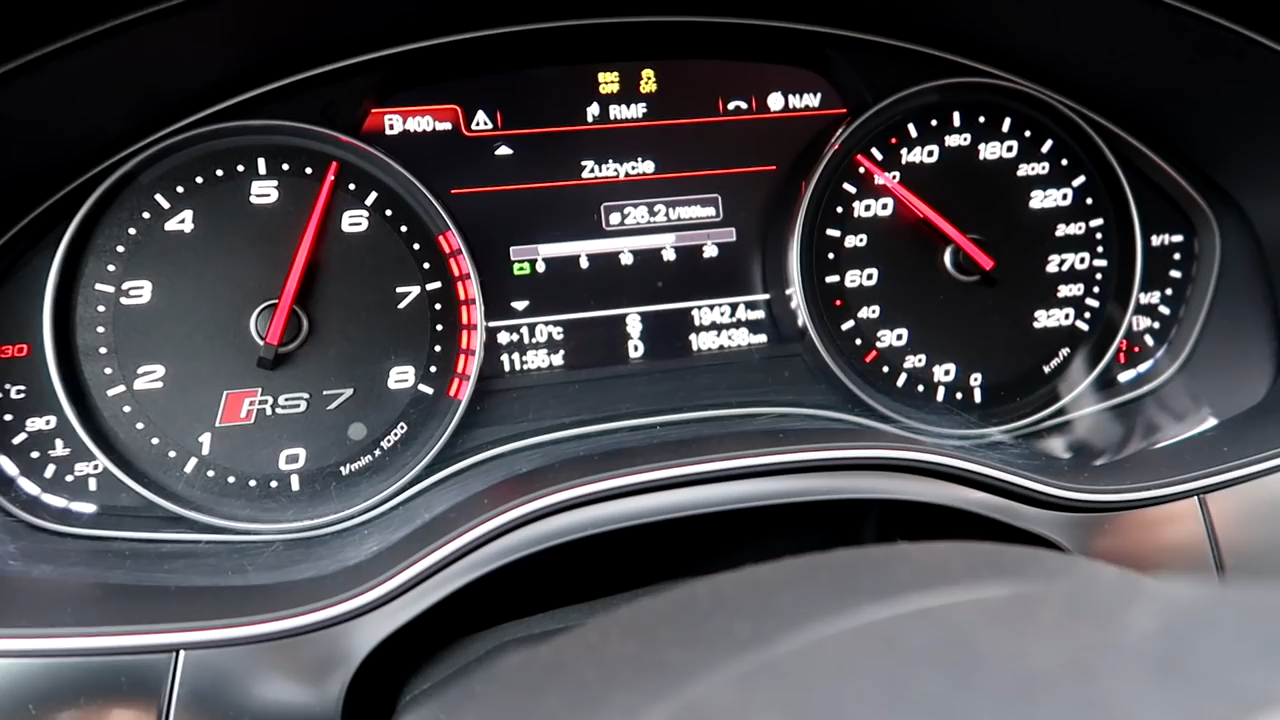 ESC OFF OFF
400 km RMF NAV
Zużycie
ø 26.2 l/100km
0 5 10 15 20
+1.0°C S 1942.4 km
11:55 D 165438 km
0 1 2 3 4 5 6 7 8
RS 7
1/min x 1000
130
°C
90
50
0 10 20 30 40 60 80 100 120 140 160 180 200 220 240 270 300 320
km/h
1/1
1/2
R